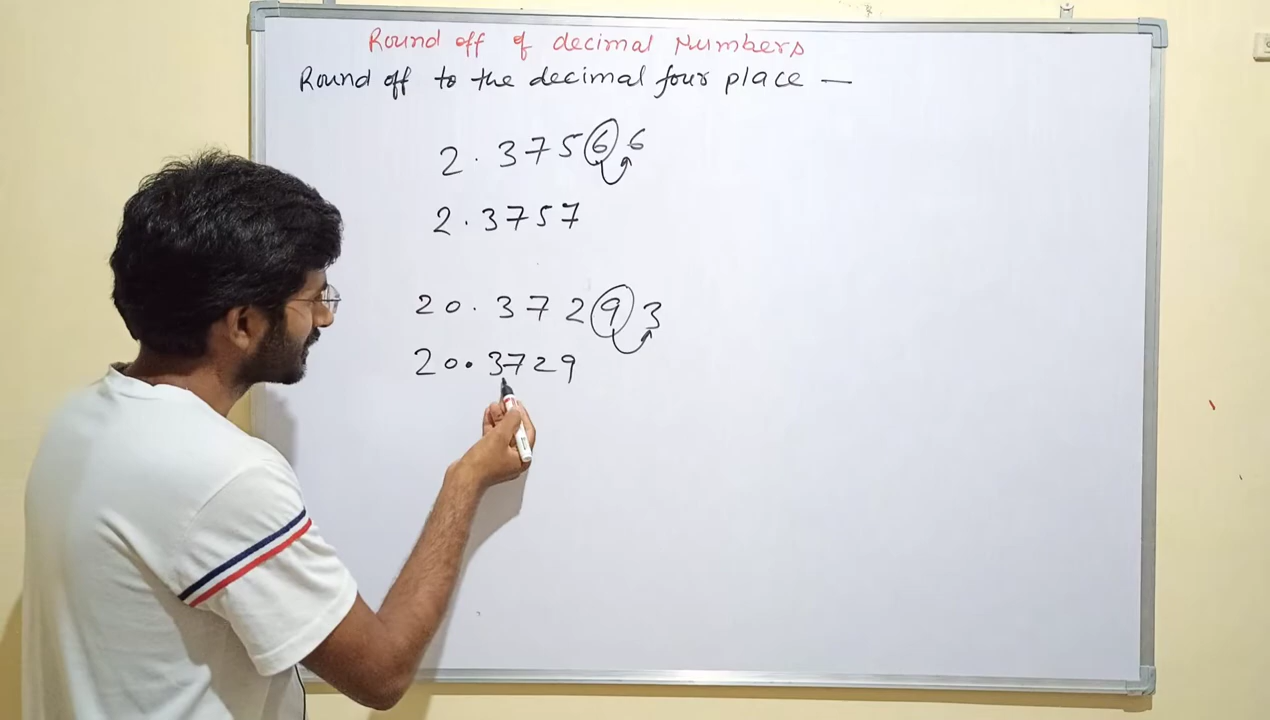 Round off of decimal Numbers
Round off to the decimal four place —
2.37566
2.3757
20.37293
20.3729